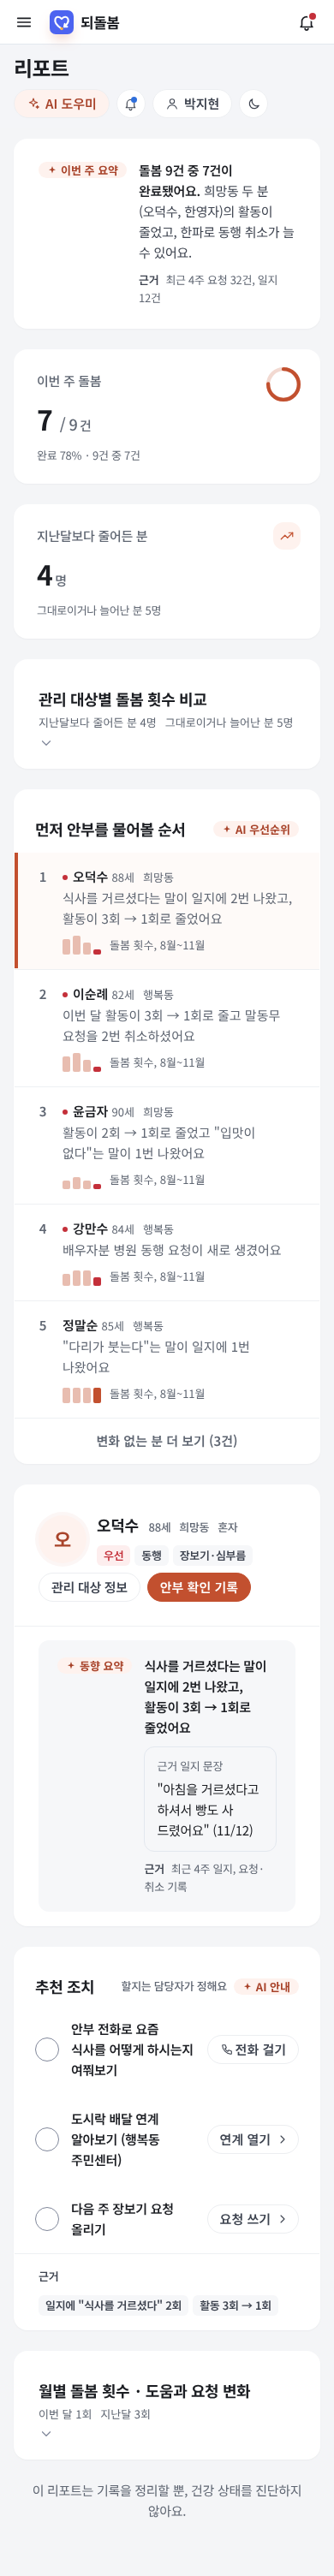 되돌봄
리포트
AI 도우미
박지현
이번 주 요약
돌봄 9건 중 7건이
완료됐어요. 희망동 두 분
(오덕수, 한영자)의 활동이
줄었고, 한파로 동행 취소가 늘
수 있어요.
근거 최근 4주 요청 32건, 일지
12건
이번 주 돌봄
7 / 9건
완료 78% · 9건 중 7건
지난달보다 줄어든 분
4명
그대로이거나 늘어난 분 5명
관리 대상별 돌봄 횟수 비교
지난달보다 줄어든 분 4명 그대로이거나 늘어난 분 5명
먼저 안부를 물어볼 순서
AI 우선순위
1 오덕수 88세 희망동
식사를 거르셨다는 말이 일지에 2번 나왔고,
활동이 3회 → 1회로 줄었어요
돌봄 횟수, 8월~11월
2 이순례 82세 행복동
이번 달 활동이 3회 → 1회로 줄고 말동무
요청을 2번 취소하셨어요
돌봄 횟수, 8월~11월
3 윤금자 90세 희망동
활동이 2회 → 1회로 줄었고 "입맛이
없다"는 말이 1번 나왔어요
돌봄 횟수, 8월~11월
4 강만수 84세 행복동
배우자분 병원 동행 요청이 새로 생겼어요
돌봄 횟수, 8월~11월
5 정말순 85세 행복동
"다리가 붓는다"는 말이 일지에 1번
나왔어요
돌봄 횟수, 8월~11월
변화 없는 분 더 보기 (3건)
오
오덕수 88세 희망동 혼자
우선 동행 장보기·심부름
관리 대상 정보
안부 확인 기록
동향 요약
식사를 거르셨다는 말이
일지에 2번 나왔고,
활동이 3회 → 1회로
줄었어요
근거 일지 문장
"아침을 거르셨다고
하셔서 빵도 사
드렸어요" (11/12)
근거 최근 4주 일지, 요청·
취소 기록
추천 조치
할지는 담당자가 정해요
AI 안내
안부 전화로 요즘
식사를 어떻게 하시는지
여쭤보기
전화 걸기
도시락 배달 연계
알아보기 (행복동
주민센터)
연계 열기
다음 주 장보기 요청
올리기
요청 쓰기
근거
일지에 "식사를 거르셨다" 2회
활동 3회 → 1회
월별 돌봄 횟수 · 도움과 요청 변화
이번 달 1회 지난달 3회
이 리포트는 기록을 정리할 뿐, 건강 상태를 진단하지
않아요.